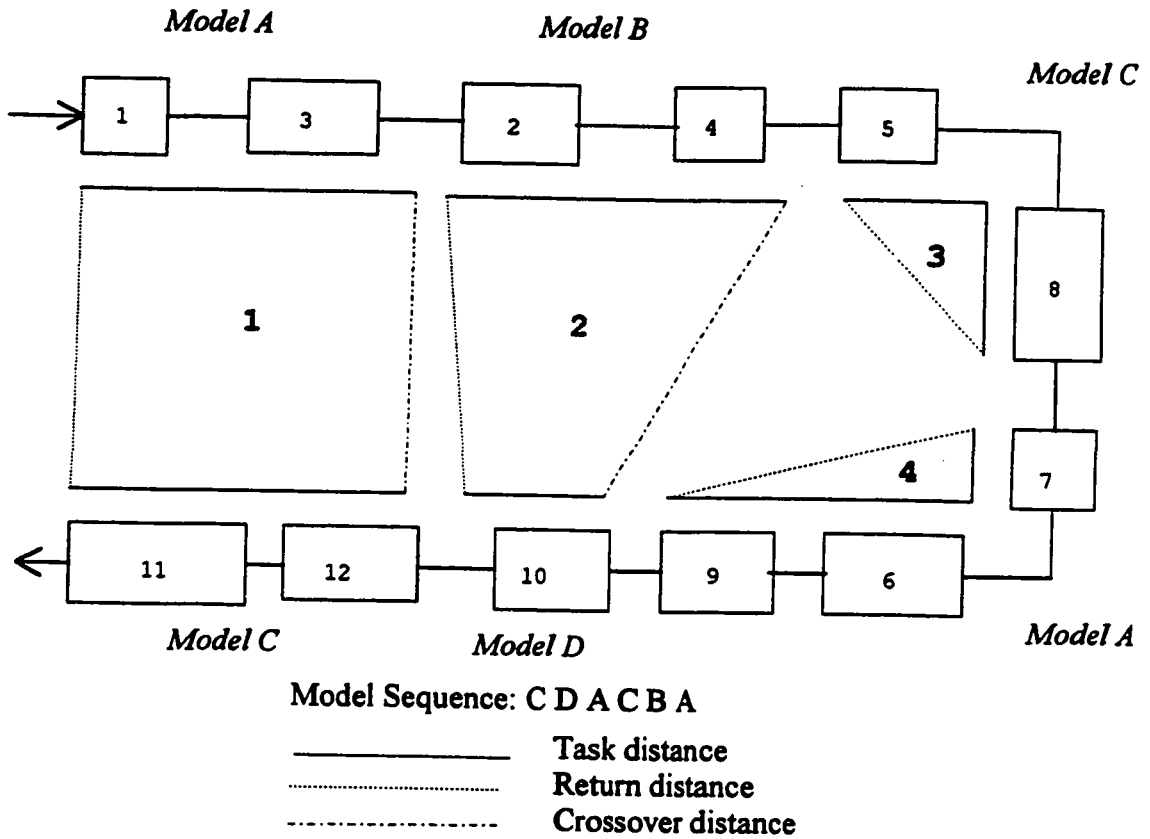 Model A
Model B
Model C
1
3
2
4
5
8
3
1
2
4
7
11
12
10
9
6
Model C
Model D
Model A
Model Sequence: C D A C B A
Task distance
Return distance
Crossover distance